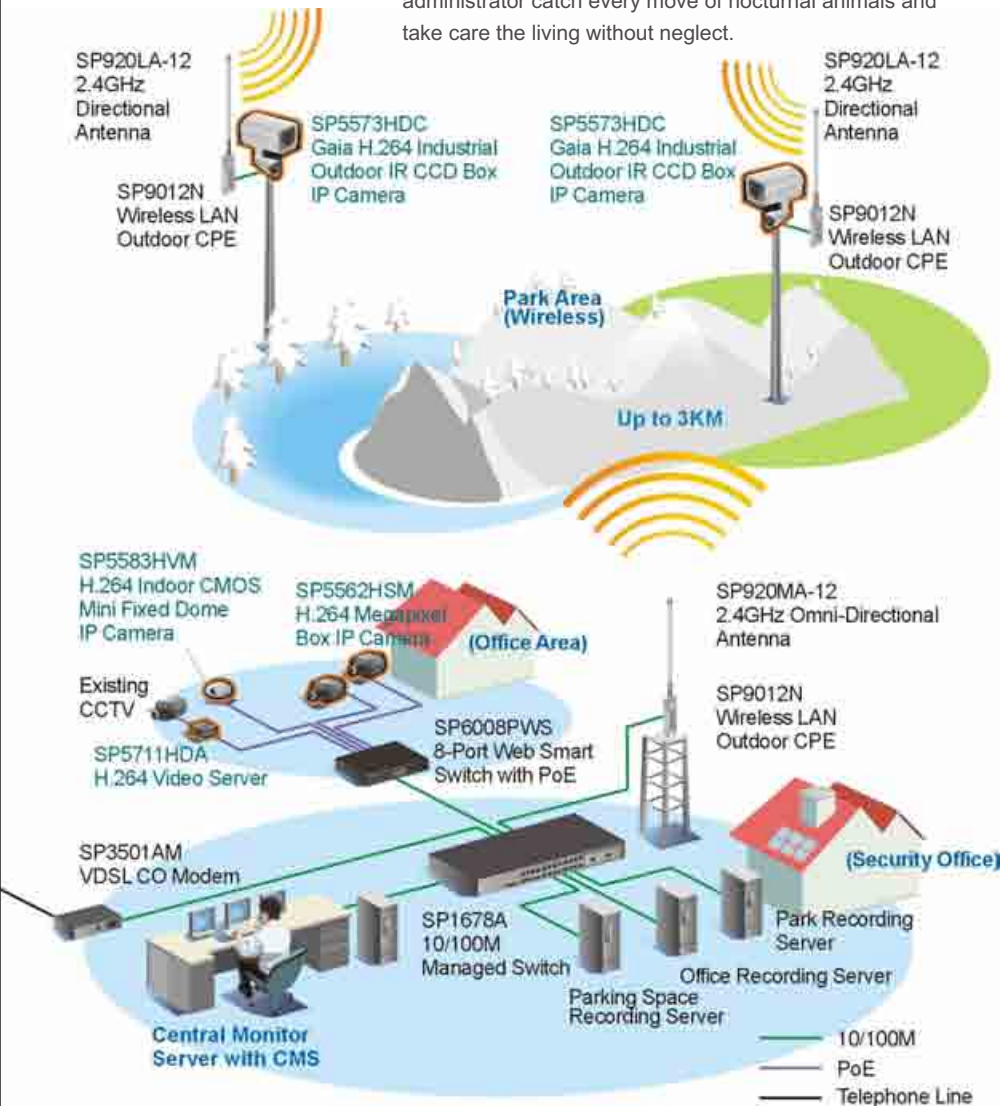 administrator catch every move of nocturnal animals and
take care the living without neglect.
SP920LA-12
2.4GHz
Directional
Antenna
SP5573HDC
Gaia H.264 Industrial
Outdoor IR CCD Box
IP Camera
SP9012N
Wireless LAN
Outdoor CPE
SP5573HDC
Gaia H.264 Industrial
Outdoor IR CCD Box
IP Camera
SP920LA-12
2.4GHz
Directional
Antenna
SP9012N
Wireless LAN
Outdoor CPE
Park Area
(Wireless)
Up to 3KM
SP5583HVM
H.264 Indoor CMOS
Mini Fixed Dome
IP Camera
SP5562HSM
H.264 Megapixel
Box IP Camera
(Office Area)
SP920MA-12
2.4GHz Omni-Directional
Antenna
Existing
CCTV
SP5711HDA
H.264 Video Server
SP6008PWS
8-Port Web Smart
Switch with PoE
SP9012N
Wireless LAN
Outdoor CPE
SP3501AM
VDSL CO Modem
(Security Office)
SP1678A
10/100M
Managed Switch
Park Recording
Server
Office Recording Server
Parking Space
Recording Server
Central Monitor
Server with CMS
10/100M
PoE
Telephone Line